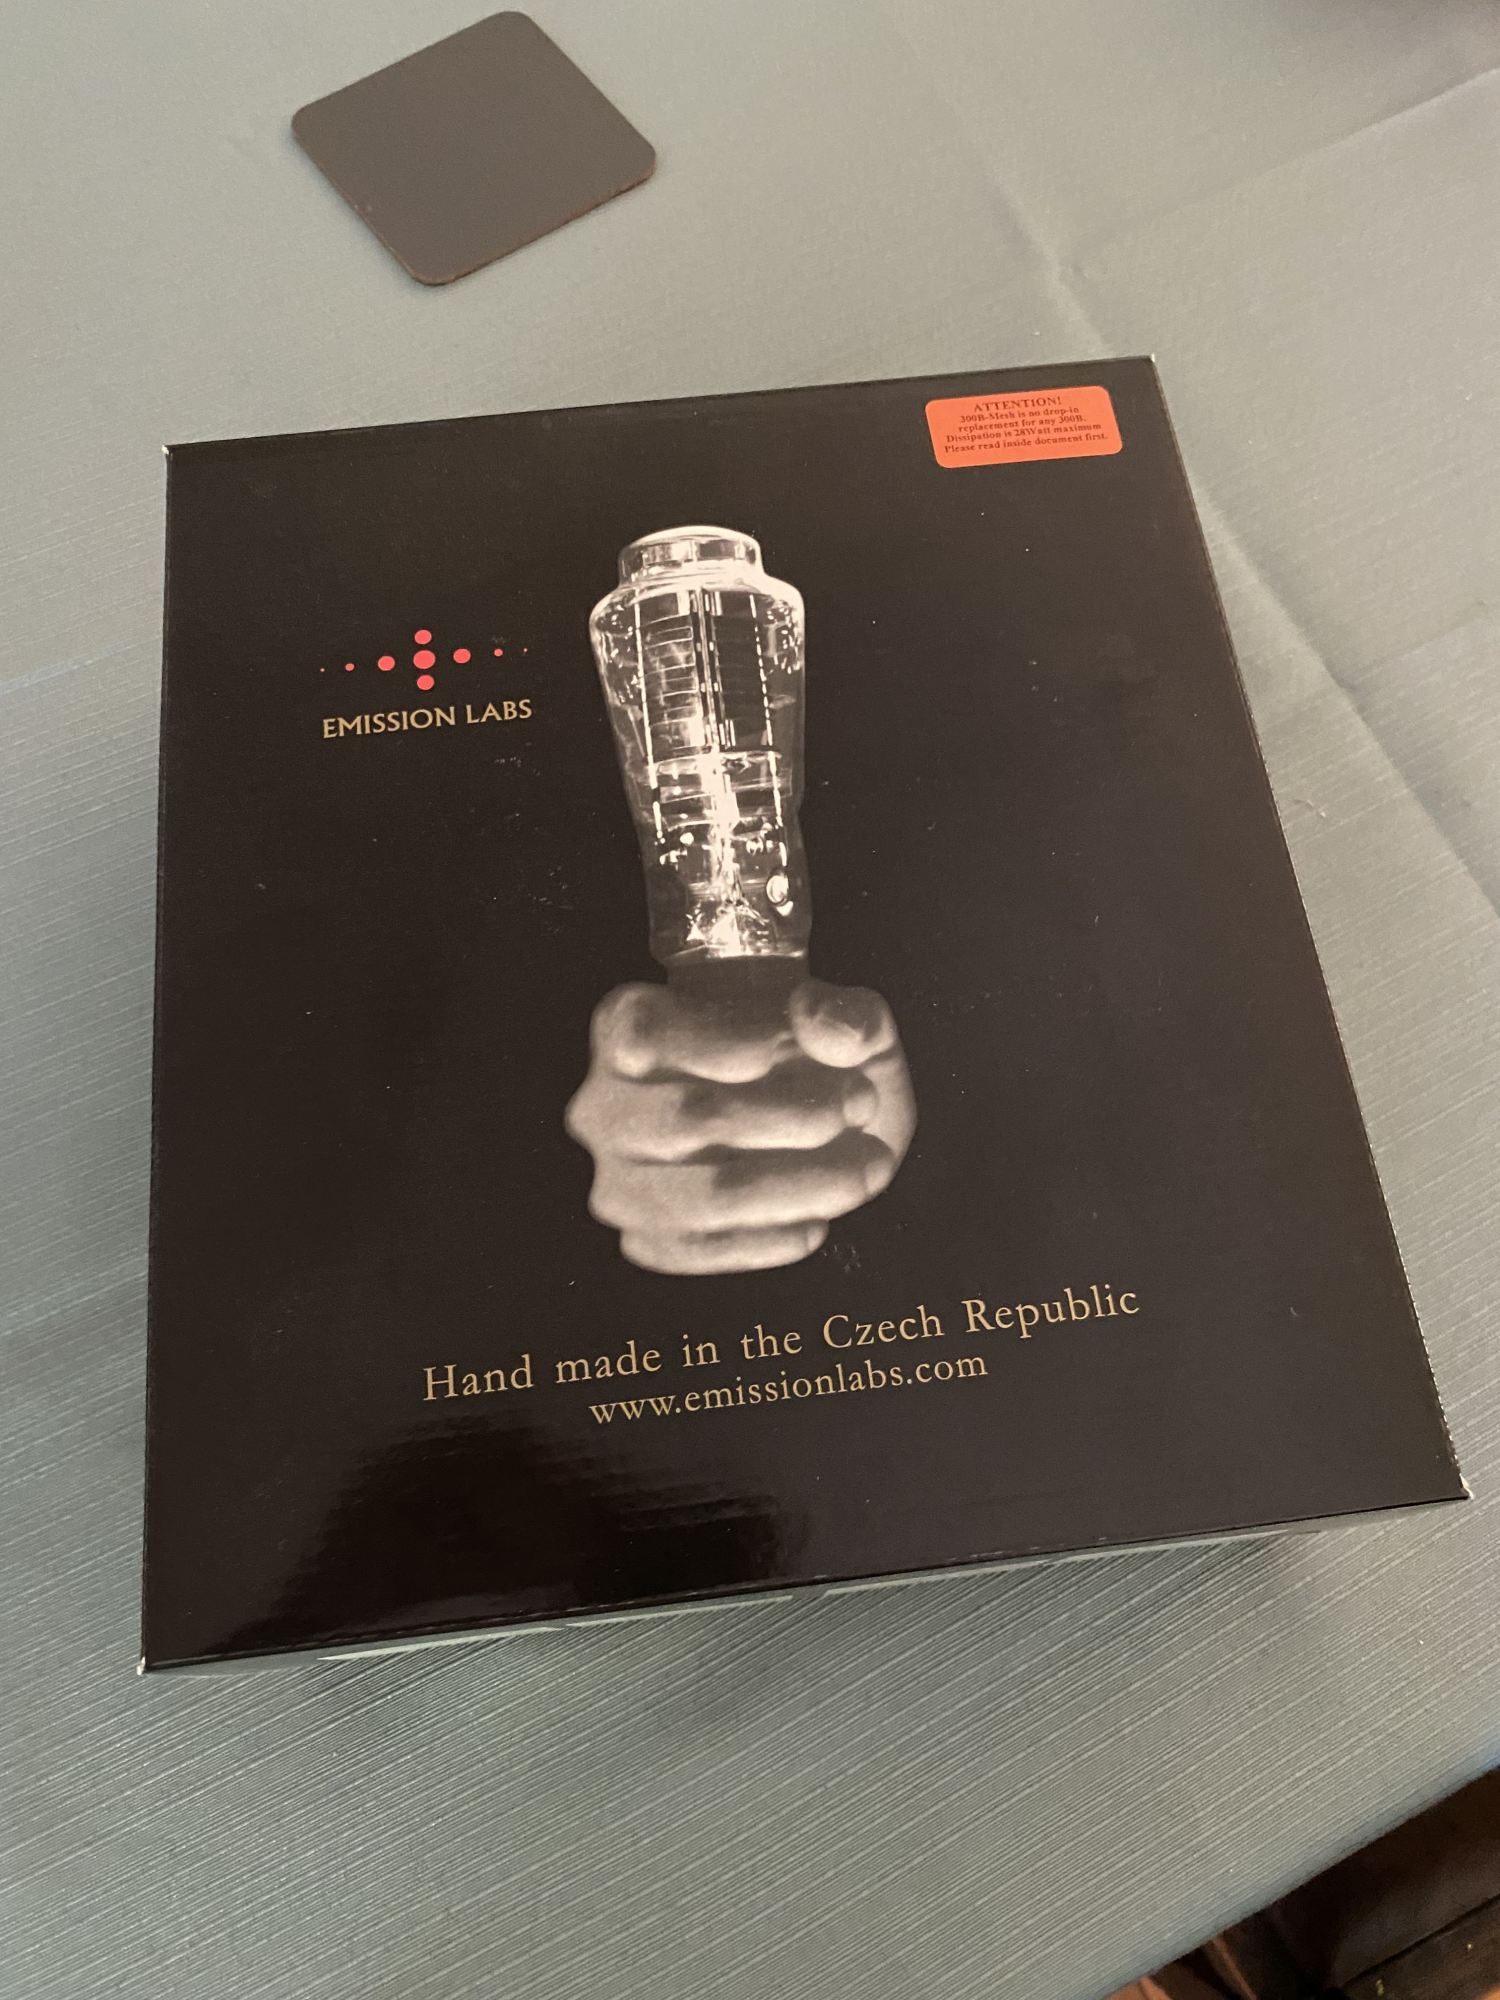 ATTENTION!
300B-Mesh is no drop-in
replacement for any 300B.
Dissipation is 28Watt maximum
Please read inside document first.
EMISSION LABS
Hand made in the Czech Republic
www.emissionlabs.com